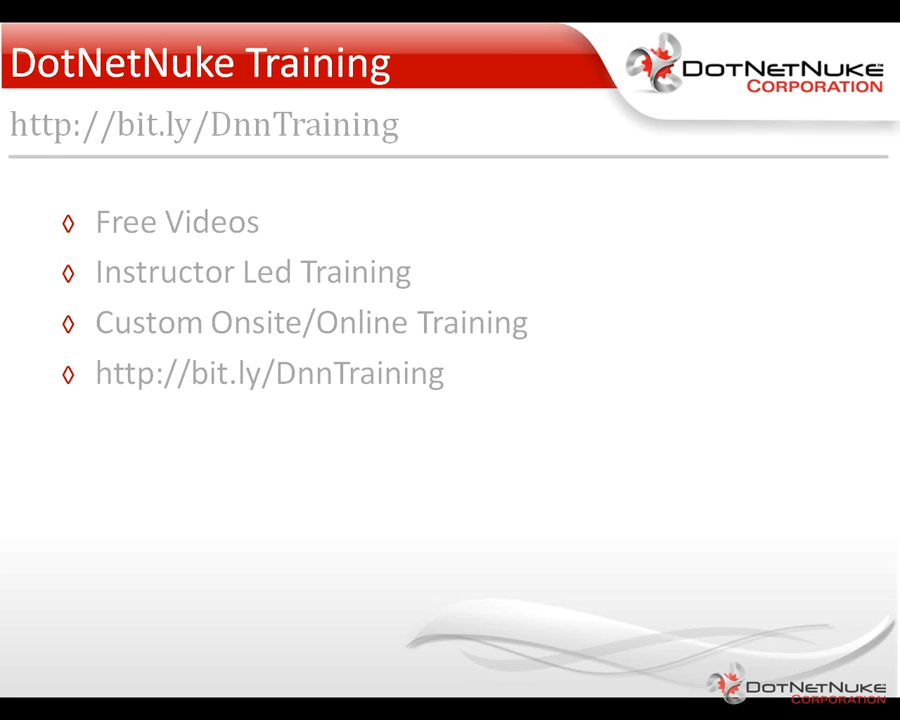 DotNetNuke Training
DotNetNuke
Corporation
http://bit.ly/DnnTraining
Free Videos
Instructor Led Training
Custom Onsite/Online Training
http://bit.ly/DnnTraining
DotNetNuke
Corporation